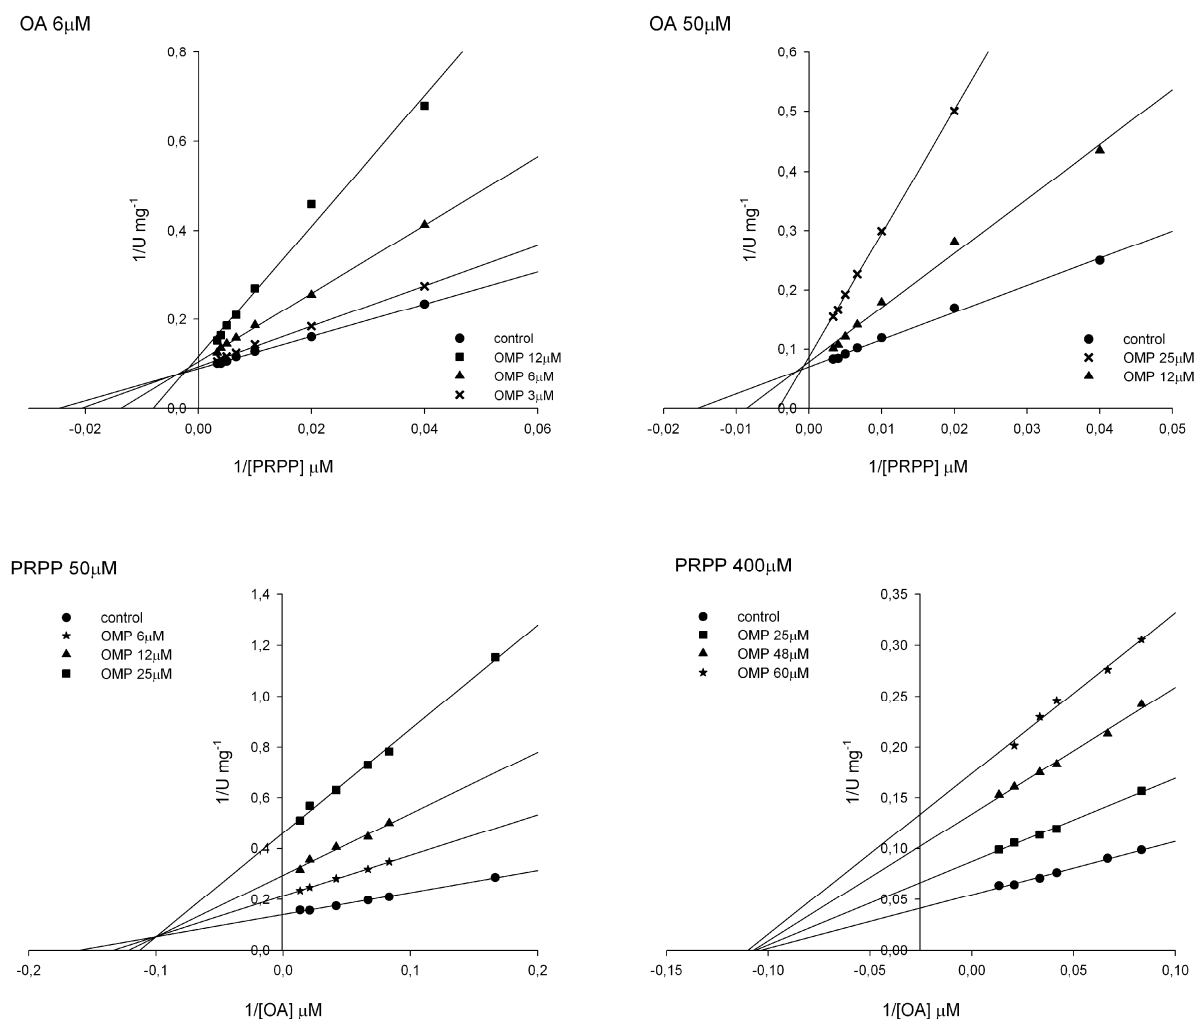 OA 6μM
0,8
0,6
0,4
0,2
0,0
1/U mg-1
-0,02
0,00
0,02
0,04
0,06
1/[PRPP] μM
control
OMP 12μM
OMP 6μM
OMP 3μM
OA 50μM
0,6
0,5
0,4
0,3
0,2
0,1
0,0
1/U mg-1
-0,02
-0,01
0,00
0,01
0,02
0,03
0,04
0,05
1/[PRPP] μM
control
OMP 25μM
OMP 12μM
PRPP 50μM
control
OMP 6μM
OMP 12μM
OMP 25μM
1,4
1,2
1,0
0,8
0,6
0,4
0,2
0,0
1/U mg-1
-0,2
-0,1
0,0
0,1
0,2
1/[OA] μM
PRPP 400μM
control
OMP 25μM
OMP 48μM
OMP 60μM
0,35
0,30
0,25
0,20
0,15
0,10
0,05
0,00
1/U mg-1
-0,15
-0,10
-0,05
0,00
0,05
0,10
1/[OA] μM